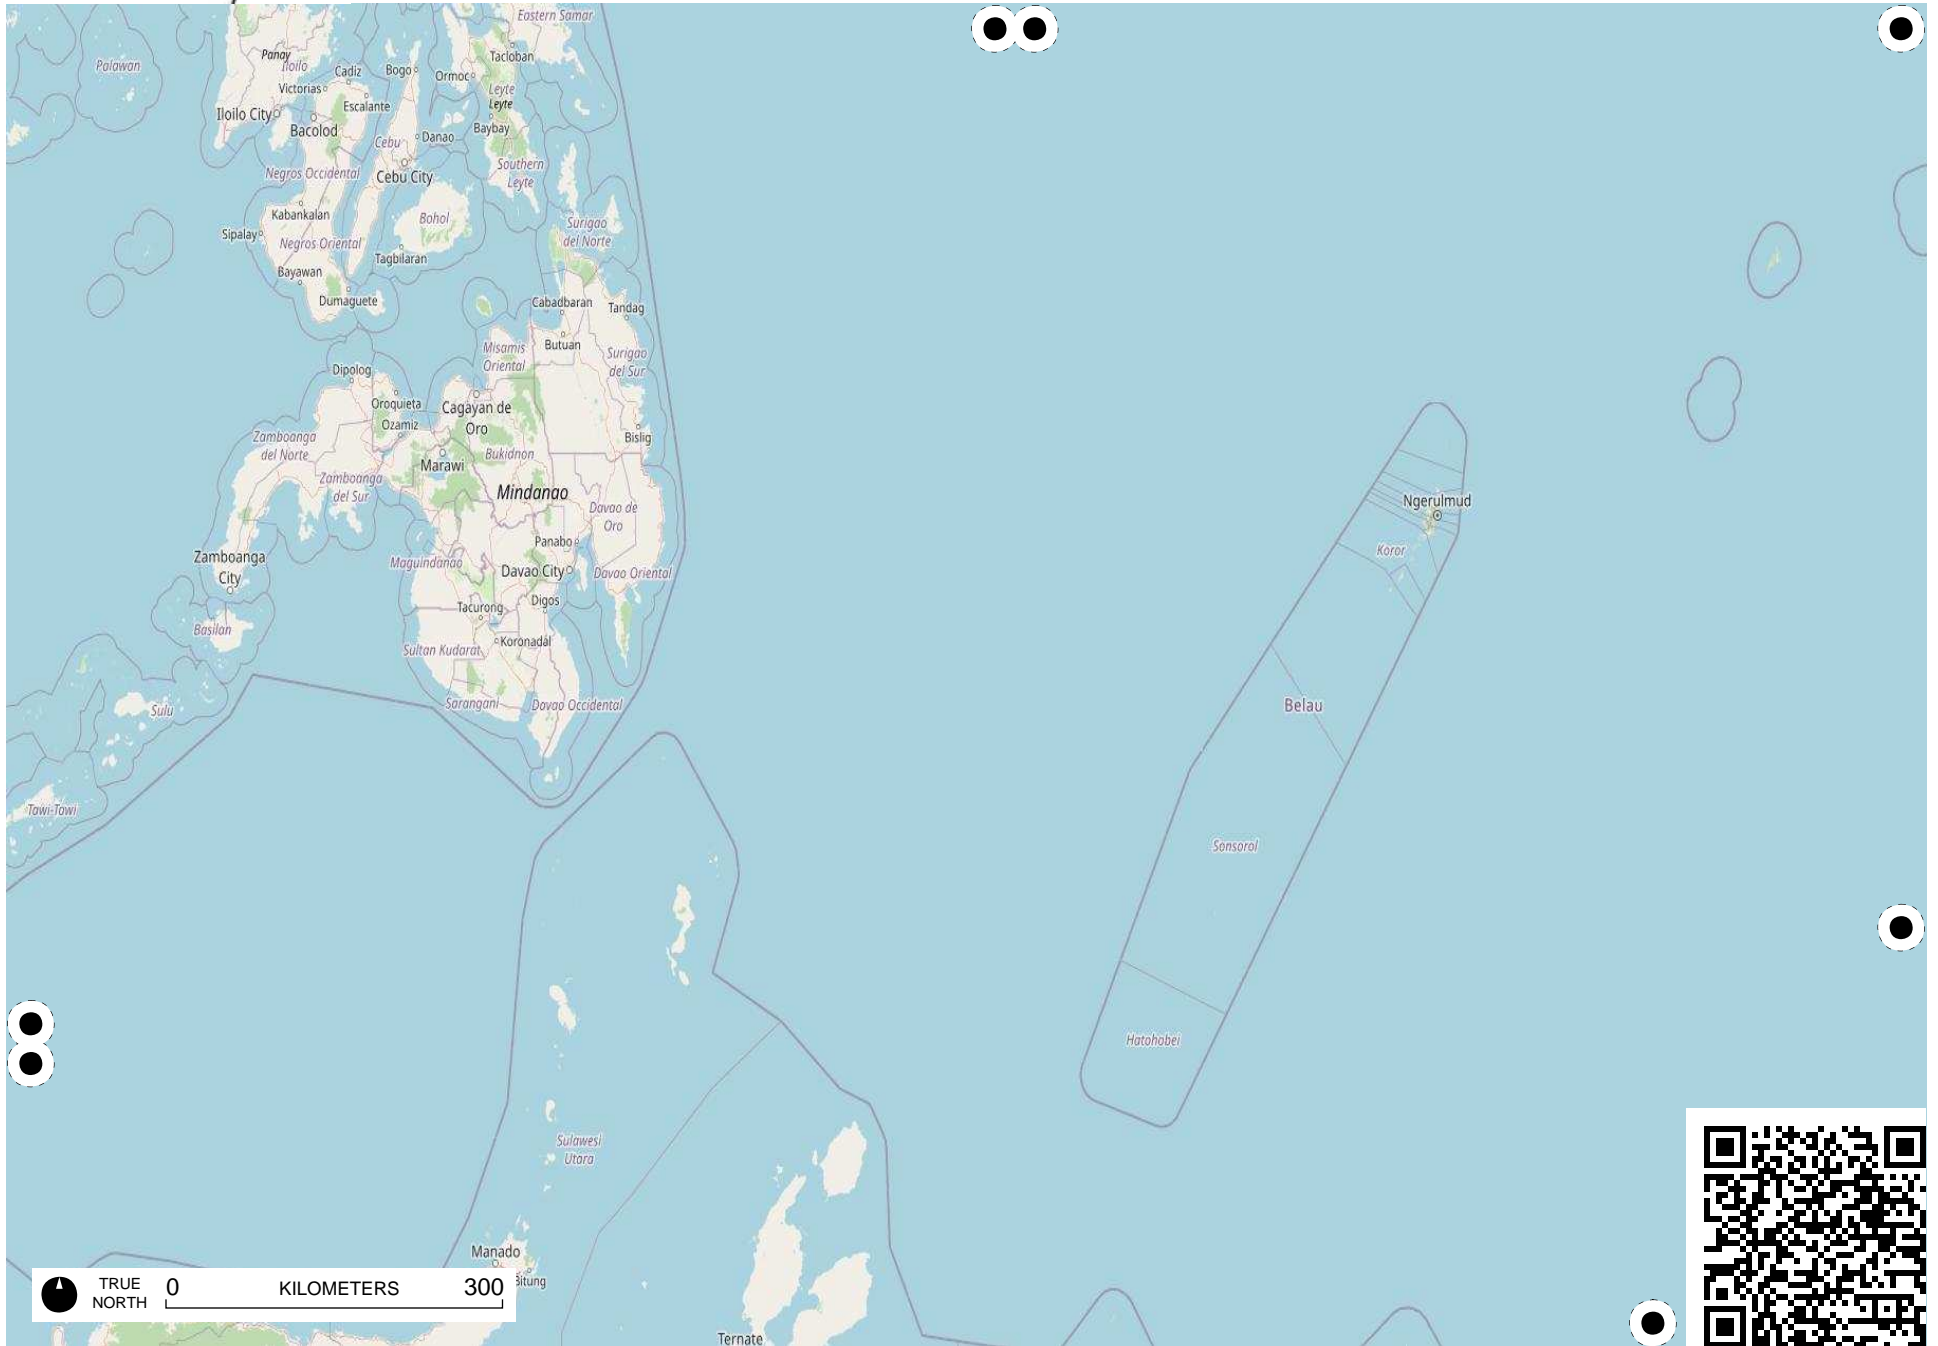 Eastern Samar
Panay
Iloilo
Tacloban
Palawan
Cadiz
Bogo
Ormoc
Victorias
Leyte
Leyte
Escalante
Iloilo City
Bacolod
Baybay
Danao
Cebu
Negros Occidental
Cebu City
Southern
Leyte
Kabankalan
Bohol
Surigao
del Norte
Sipalay
Negros Oriental
Tagbilaran
Bayawan
Dumaguete
Cabadbaran
Tandag
Butuan
Misamis
Oriental
Surigao
del Sur
Dipolog
Oroquieta
Cagayan de
Oro
Ozamiz
Zamboanga
del Norte
Bislig
Bukidnon
Marawi
Zamboanga
del Sur
Mindanao
Ngerulmud
Davao de
Oro
Panabo
Koror
Zamboanga
City
Maguindanao
Davao City
Davao Oriental
Tacurong
Digos
Basilan
Koronadal
Sultan Kudarat
Sarangani
Davao Occidental
Belau
Sulu
Tawi-Tawi
Sonsorol
Hatohobei
Sulawesi
Utara
Manado
Bitung
TRUE
NORTH
0 KILOMETERS 300
Ternate